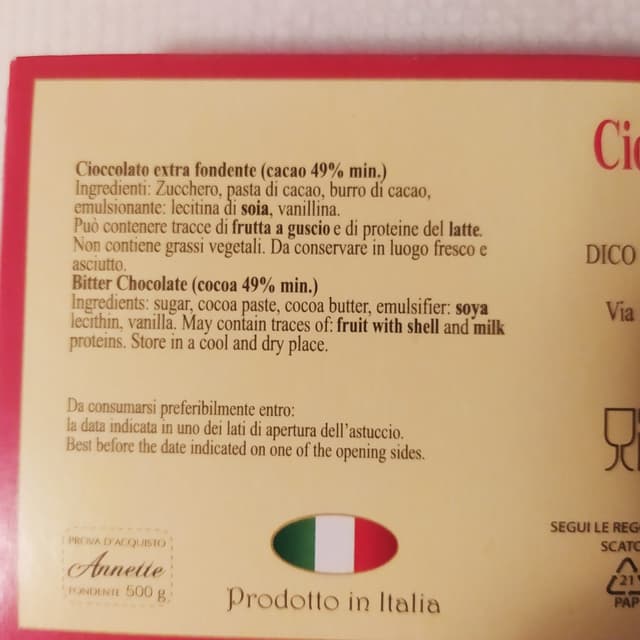 Cioccolato extra fondente (cacao 49% min.)
Ingredienti: Zucchero, pasta di cacao, burro di cacao,
emulsionante: lecitina di soia, vanillina.
Può contenere tracce di frutta a guscio e di proteine del latte.
Non contiene grassi vegetali. Da conservare in luogo fresco e
asciutto.
Bitter Chocolate (cocoa 49% min.)
Ingredients: sugar, cocoa paste, cocoa butter, emulsifier: soya
lecithin, vanilla. May contain traces of: fruit with shell and milk
proteins. Store in a cool and dry place.
Da consumarsi preferibilmente entro:
la data indicata in uno dei lati di apertura dell'astuccio.
Best before the date indicated on one of the opening sides.
PROVA D'ACQUISTO
Annette
FONDENTE 500 g
Prodotto in Italia
DICO
Via
SEGUI LE REG
SCATO
21
PAP